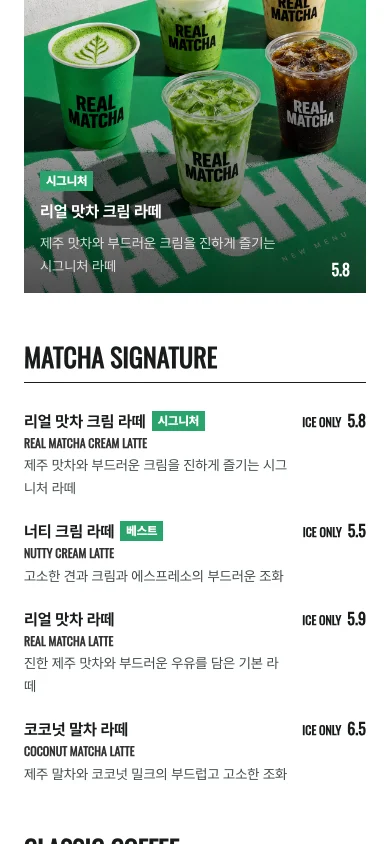 REAL
MATCHA
REAL
MATCHA
REAL
MATCHA
REAL
MATCHA
REAL
MATCHA
NEW MENU
시그니처
리얼 맛차 크림 라떼
제주 맛차와 부드러운 크림을 진하게 즐기는
시그니처 라떼
5.8
MATCHA SIGNATURE
리얼 맛차 크림 라떼 시그니처 ICE ONLY 5.8
REAL MATCHA CREAM LATTE
제주 맛차와 부드러운 크림을 진하게 즐기는 시그
니처 라떼
너티 크림 라떼 베스트 ICE ONLY 5.5
NUTTY CREAM LATTE
고소한 견과 크림과 에스프레소의 부드러운 조화
리얼 맛차 라떼 ICE ONLY 5.9
REAL MATCHA LATTE
진한 제주 맛차와 부드러운 우유를 담은 기본 라
떼
코코넛 말차 라떼 ICE ONLY 6.5
COCONUT MATCHA LATTE
제주 말차와 코코넛 밀크의 부드럽고 고소한 조화
CLASSIC COFFEE